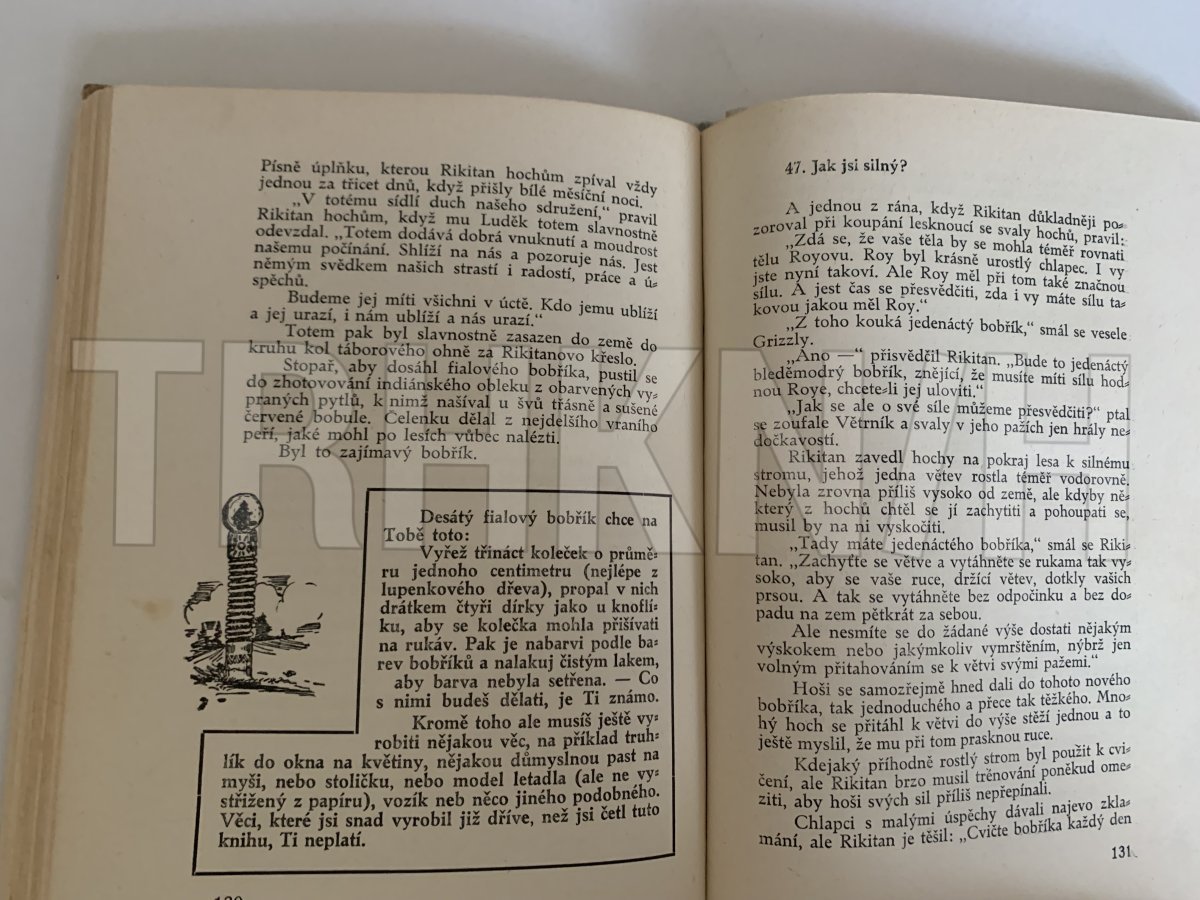 Písně úplňku, kterou Rikitan hochům zpíval vždy
jednou za třicet dnů, když přišly bílé měsíční noci.
„V totému sídlí duch našeho sdružení,“ pravil
Rikitan hochům, když mu Luděk totem slavnostně
odevzdal. „Totem dodává dobrá vnuknutí a moudrost
našemu počínání. Shlíží na nás a pozoruje nás. Jest
němým svědkem našich strastí i radostí, práce a ú-
spěchů.
Budeme jej míti všichni v úctě. Kdo jemu ublíží
a jej urazí, i nám ublíží a nás urazí.“
Totem pak byl slavnostně zasazen do země do
kruhu kol táborového ohně za Rikitanovo křeslo.
Stopař, aby dosáhl fialového bobříka, pustil se
do zhotovování indiánského obleku z obarvených vy-
praných pytlů, k nimž našíval u švů třásně a sušené
červené bobule. Čelenku dělal z nejdelšího vraního
peří, jaké mohl po lesích vůbec nalézti.
Byl to zajímavý bobřík.
Desátý fialový bobřík chce na
Tobě toto:
Vyřež třináct koleček o průmě-
ru jednoho centimetru (nejlépe z
lupenkového dřeva), propal v nich
drátkem čtyři dírky jako u knoflí-
ku, aby se kolečka mohla přišívati
na rukáv. Pak je nabarvi podle ba-
rev bobříků a nalakuj čistým lakem,
aby barva nebyla setřena. — Co
s nimi budeš dělati, je Ti známo.
Kromě toho ale musíš ještě vy-
robiti nějakou věc, na příklad truh-
lík do okna na květiny, nějakou důmyslnou past na
myši, nebo stoličku, nebo model letadla (ale ne vy-
střižený z papíru), vozík neb něco jiného podobného.
Věci, které jsi snad vyrobil již dříve, než jsi četl tuto
knihu, Ti neplatí.
47. Jak jsi silný?
A jednou z rána, když Rikitan důkladněji po-
zoroval při koupání lesknoucí se svaly hochů, pravil:
„Zdá se, že vaše těla by se mohla téměř rovnati
tělu Royovu. Roy byl krásně urostlý chlapec. I vy
jste nyní takoví. Ale Roy měl při tom také značnou
sílu. A jest čas se přesvědčiti, zda i vy máte sílu ta-
kovou jakou měl Roy.“
„Z toho kouká jedenáctý bobřík,“ smál se vesele
Grizzly.
„Ano —“ přisvědčil Rikitan. „Bude to jedenáctý
bleděmodrý bobřík, znějící, že musíte míti sílu hod-
nou Roye, chcete-li jej uloviti.“
„Jak se ale o své síle můžeme přesvědčiti?“ ptal
se zoufale Větrník a svaly v jeho pažích jen hrály ne-
dočkavostí.
Rikitan zavedl hochy na pokraj lesa k silnému
stromu, jehož jedna větev rostla téměř vodorovně.
Nebyla zrovna příliš vysoko od země, ale kdyby ně-
který z hochů chtěl se jí zachytiti a pohoupati se,
musil by na ni vyskočiti.
„Tady máte jedenáctého bobříka,“ smál se Riki-
tan. „Zachyťte se větve a vytáhněte se rukama tak vy-
soko, aby se vaše ruce, držící větev, dotkly vašich
prsou. A tak se vytáhněte bez odpočinku a bez do-
padu na zem pětkrát za sebou.
Ale nesmíte se do žádané výše dostati nějakým
výskokem nebo jakýmkoliv vymrštěním, nýbrž jen
volným přitahováním se k větvi svými pažemi.“
Hoši se samozřejmě hned dali do tohoto nového
bobříka, tak jednoduchého a přece tak těžkého. Mno-
hý hoch se přitáhl k větvi do výše stěží jednou a to
ještě myslil, že mu při tom prasknou ruce.
Kdejaký příhodně rostlý strom byl použit k cvi-
čení, ale Rikitan brzo musil trénování poněkud ome-
ziti, aby hoši svých sil příliš nepřepínali.
Chlapci s malými úspěchy dávali najevo zkla-
mání, ale Rikitan je těšil: „Cvičte bobříka každý den
131
TRHKNIH